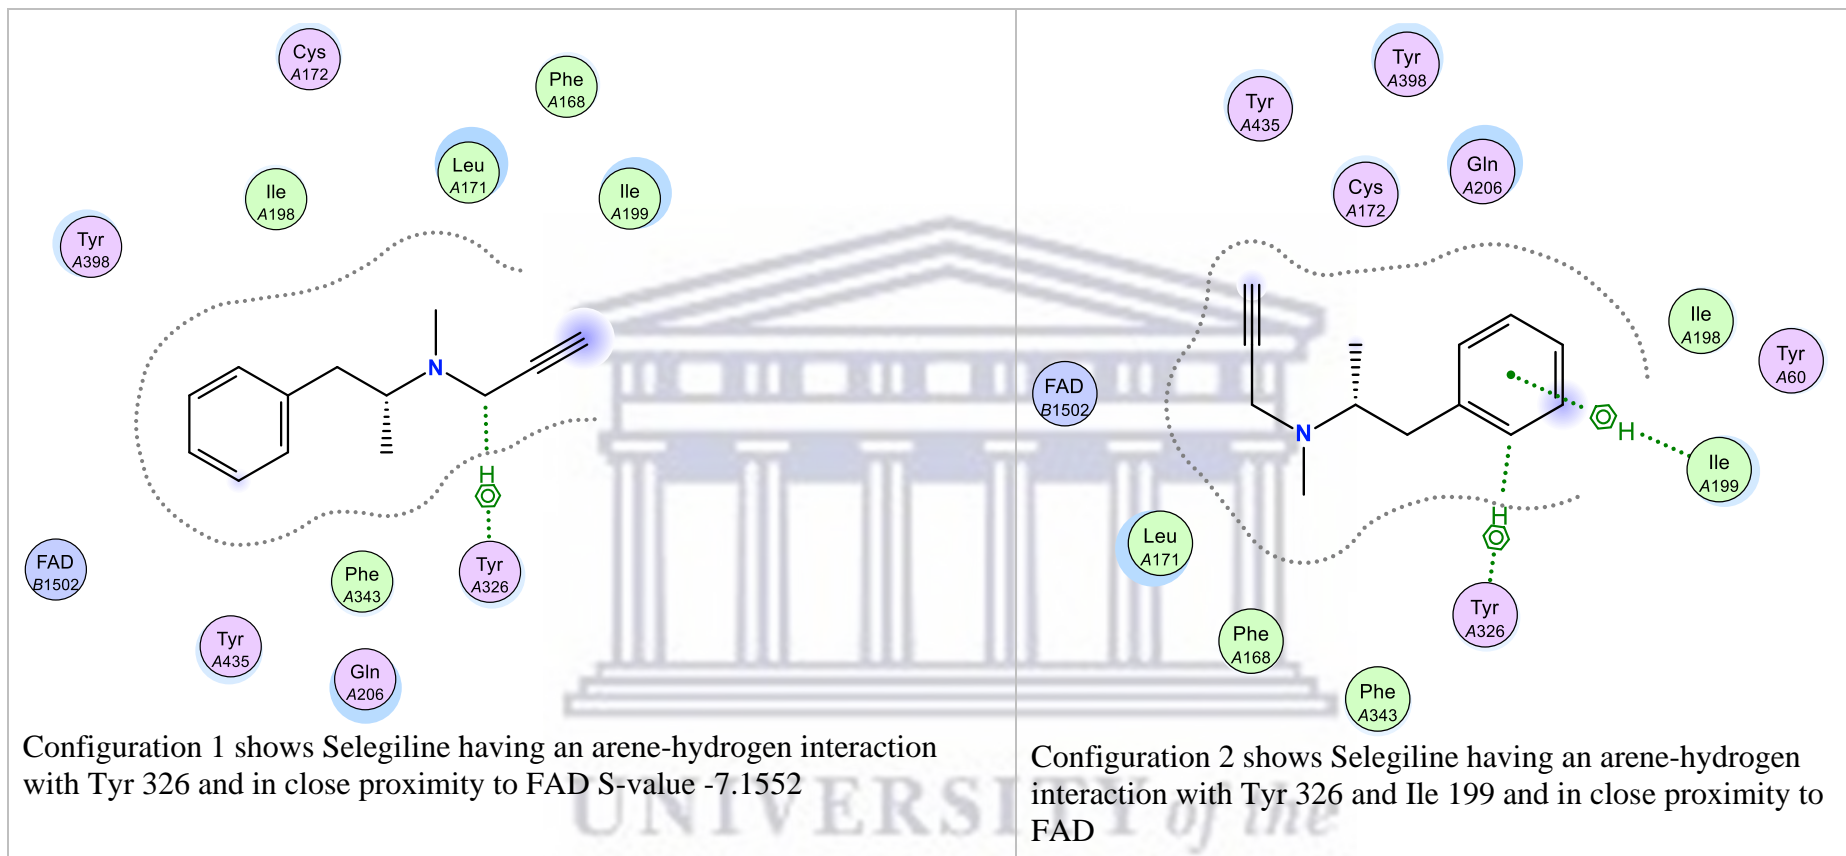 Cys
A172
Phe
A168
Leu
A171
Ile
A198
Ile
A199
Tyr
A398
N
H
FAD
B1502
Phe
A343
Tyr
A326
Tyr
A435
Gln
A206
Configuration 1 shows Selegiline having an arene-hydrogen interaction
with Tyr 326 and in close proximity to FAD S-value -7.1552
Tyr
A398
Tyr
A435
Gln
A206
Cys
A172
Ile
A198
Tyr
A60
FAD
B1502
N
H
Ile
A199
H
Leu
A171
Tyr
A326
Phe
A168
Phe
A343
Configuration 2 shows Selegiline having an arene-hydrogen
interaction with Tyr 326 and Ile 199 and in close proximity to
FAD
UNIVERSITY of the